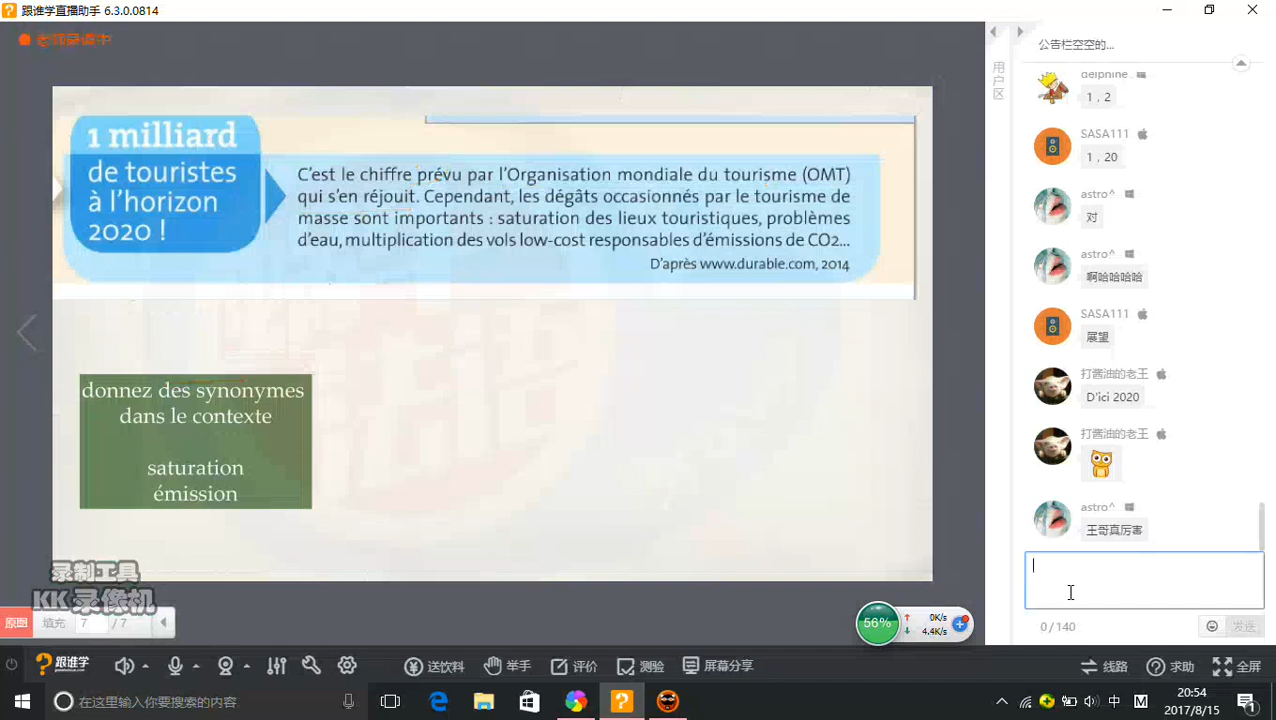 跟谁学直播助手 6.3.0.0814
1 milliard
de touristes
à l'horizon
2020 !
C'est le chiffre prévu par l'Organisation mondiale du tourisme (OMT)
qui s'en réjouit. Cependant, les dégâts occasionnés par le tourisme de
masse sont importants : saturation des lieux touristiques, problèmes
d'eau, multiplication des vols low-cost responsables d'émissions de CO2...
D'après www.durable.com, 2014
donnez des synonymes
dans le contexte
saturation
émission
录制工具
KK 录像机
原图 填充 7 / 7
56%
0K/s
4.4K/s
用户区
公告栏空空的...
delphine
1，2
SASA111
1，20
astro^
对
astro^
啊哈哈哈哈
SASA111
展望
打酱油的老王
D'ici 2020
打酱油的老王
astro^
王哥真厉害
0 / 140
发送
跟谁学
送饮料
举手
评价
测验
屏幕分享
线路
求助
全屏
在这里输入你要搜索的内容
中
M
20:54
2017/8/15
1